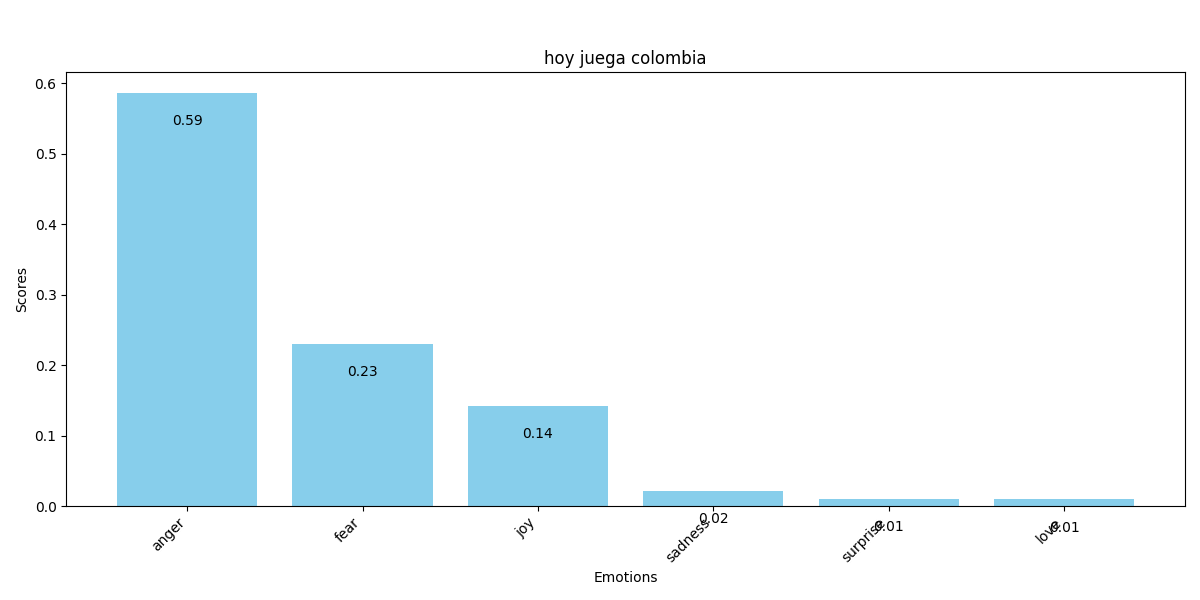 hoy juega colombia
0.6
0.5
0.4
0.3
0.2
0.1
0.0
Scores
0.59
0.23
0.14
0.02
0.01
0.01
anger
fear
joy
sadness
surprise
love
Emotions